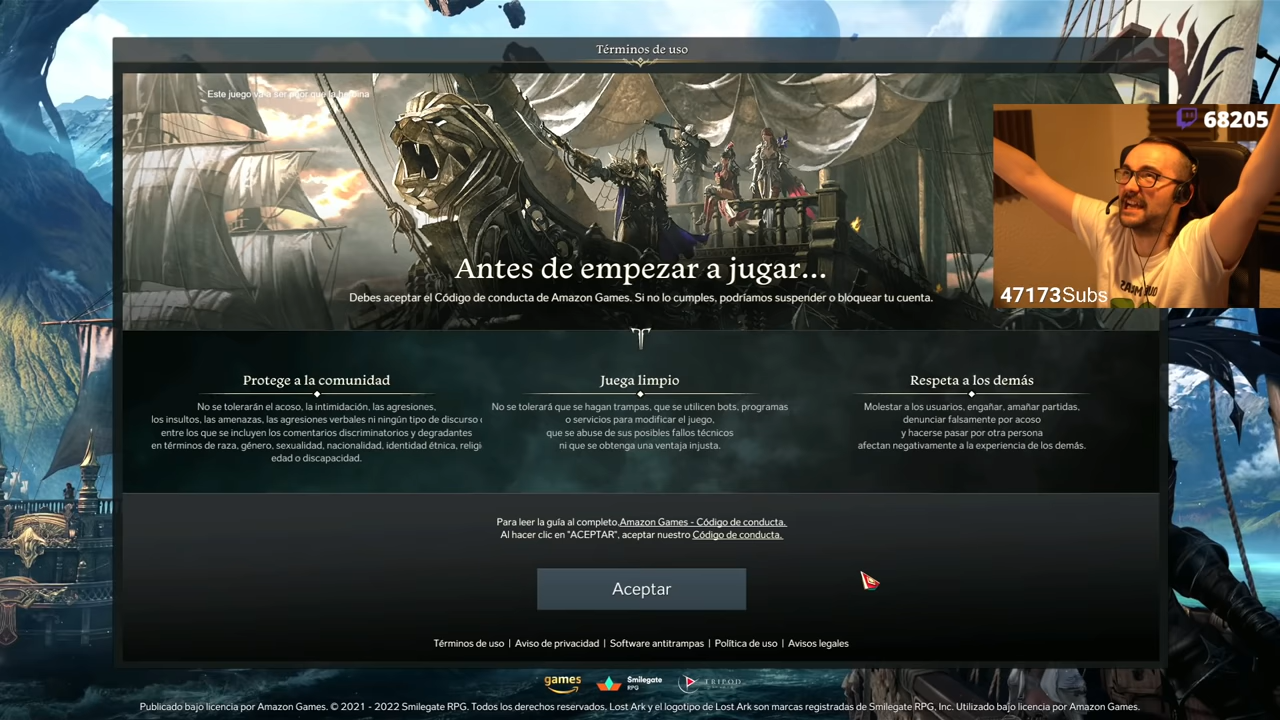 Términos de uso
Este juego va a ser peor que la heroína
68205
47173Subs
Antes de empezar a jugar...
Debes aceptar el Código de conducta de Amazon Games. Si no lo cumples, podríamos suspender o bloquear tu cuenta.
Protege a la comunidad
No se tolerarán el acoso, la intimidación, las agresiones,
los insultos, las amenazas, las agresiones verbales ni ningún tipo de discurso
entre los que se incluyen los comentarios discriminatorios y degradantes
en términos de raza, género, sexualidad, nacionalidad, identidad étnica, religi
edad o discapacidad.
Juega limpio
No se tolerará que se hagan trampas, que se utilicen bots, programas
o servicios para modificar el juego,
que se abuse de sus posibles fallos técnicos
ni que se obtenga una ventaja injusta.
Respeta a los demás
Molestar a los usuarios, engañar, amañar partidas,
denunciar falsamente por acoso
y hacerse pasar por otra persona
afectan negativamente a la experiencia de los demás.
Para leer la guía al completo,Amazon Games - Código de conducta.
Al hacer clic en "ACEPTAR", aceptar nuestro Código de conducta.
Aceptar
Términos de uso | Aviso de privacidad | Software antitrampas | Política de uso | Avisos legales
games Smilegate RPG TRIPOD
Publicado bajo licencia por Amazon Games. © 2021 - 2022 Smilegate RPG. Todos los derechos reservados, Lost Ark y el logotipo de Lost Ark son marcas registradas de Smilegate RPG, Inc. Utilizado bajo licencia por Amazon Games.